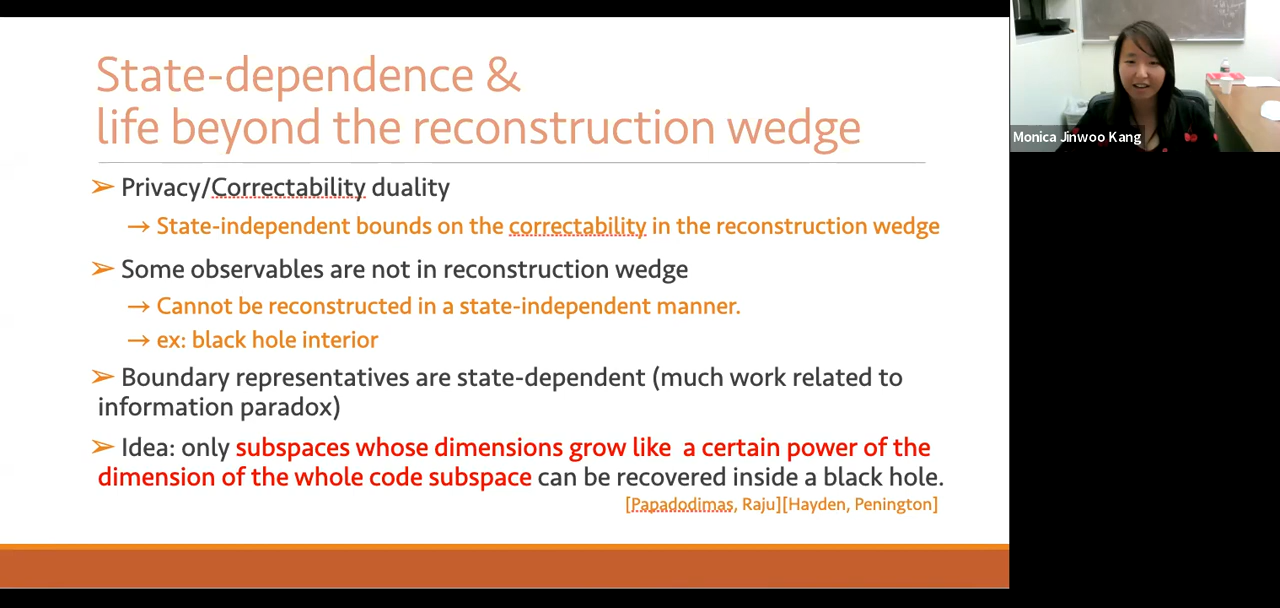 State-dependence &
life beyond the reconstruction wedge
➢ Privacy/Correctability duality
→ State-independent bounds on the correctability in the reconstruction wedge
➢ Some observables are not in reconstruction wedge
→ Cannot be reconstructed in a state-independent manner.
→ ex: black hole interior
➢ Boundary representatives are state-dependent (much work related to
information paradox)
➢ Idea: only subspaces whose dimensions grow like a certain power of the
dimension of the whole code subspace can be recovered inside a black hole.
[Papadodimas, Raju][Hayden, Penington]
Monica Jinwoo Kang